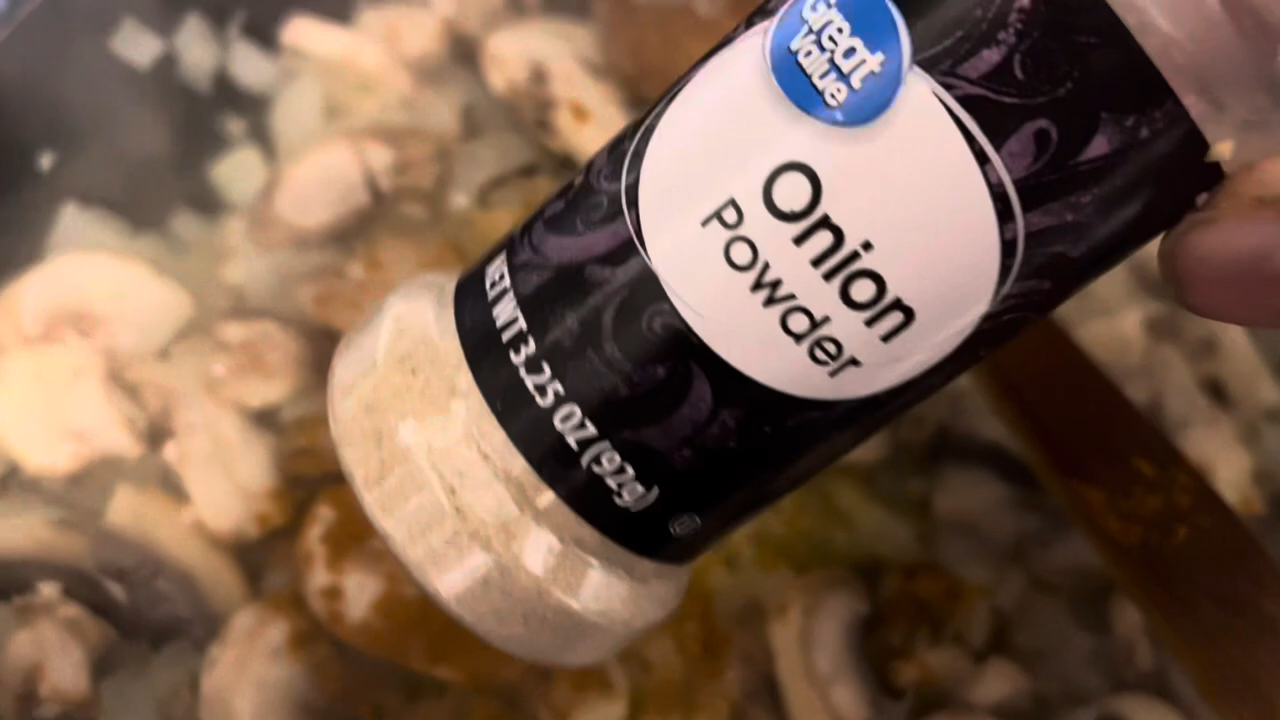 Great
Value
Onion
Powder
NET WT 3.25 OZ (92g)